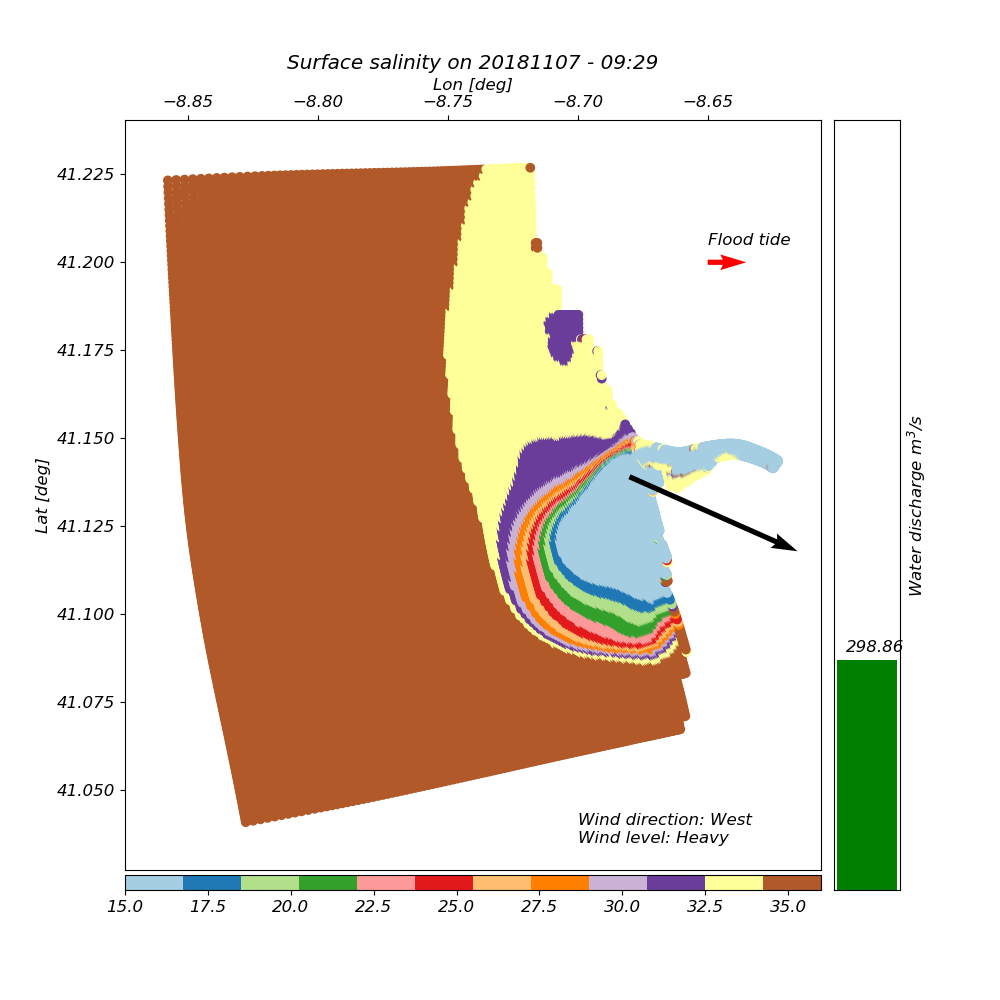 Surface salinity on 20181107 - 09:29
Lon [deg]
−8.85 −8.80 −8.75 −8.70 −8.65
41.225
Flood tide
41.200
41.175
41.150
Lat [deg]
41.125
41.100
41.075
41.050
Water discharge m³/s
298.86
Wind direction: West
Wind level: Heavy
15.0 17.5 20.0 22.5 25.0 27.5 30.0 32.5 35.0